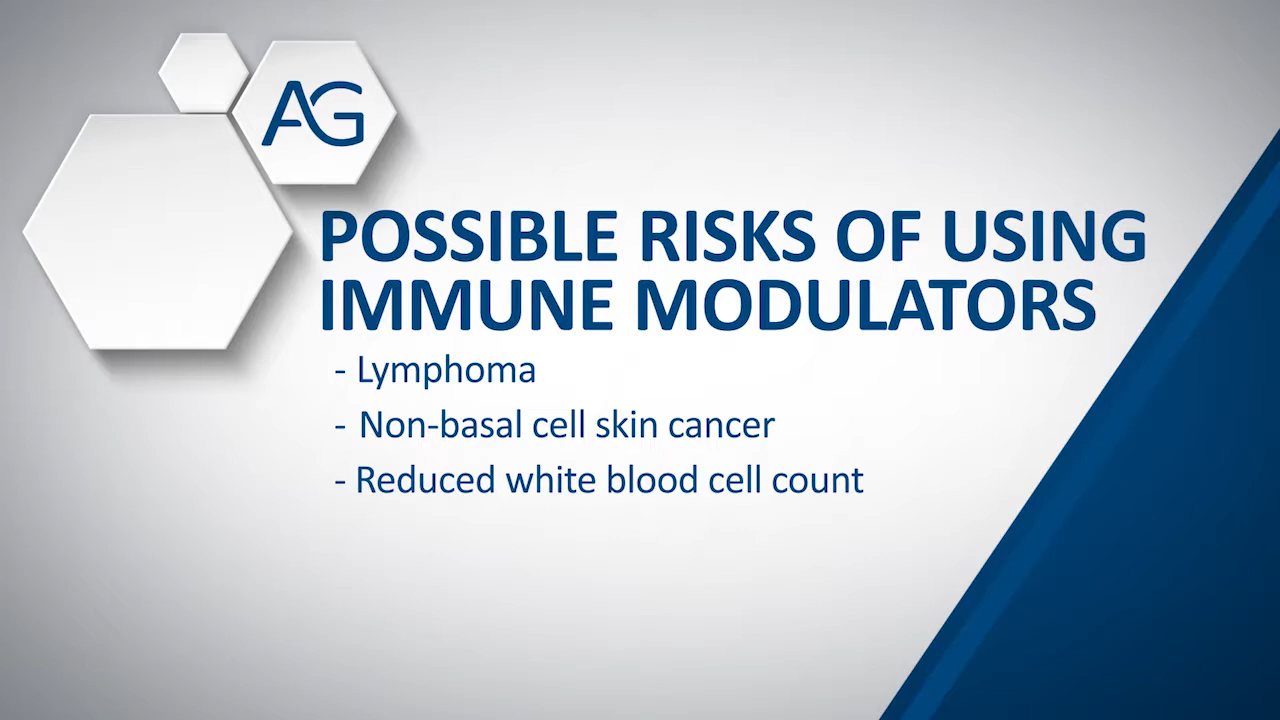 AG
POSSIBLE RISKS OF USING
IMMUNE MODULATORS
- Lymphoma
- Non-basal cell skin cancer
- Reduced white blood cell count